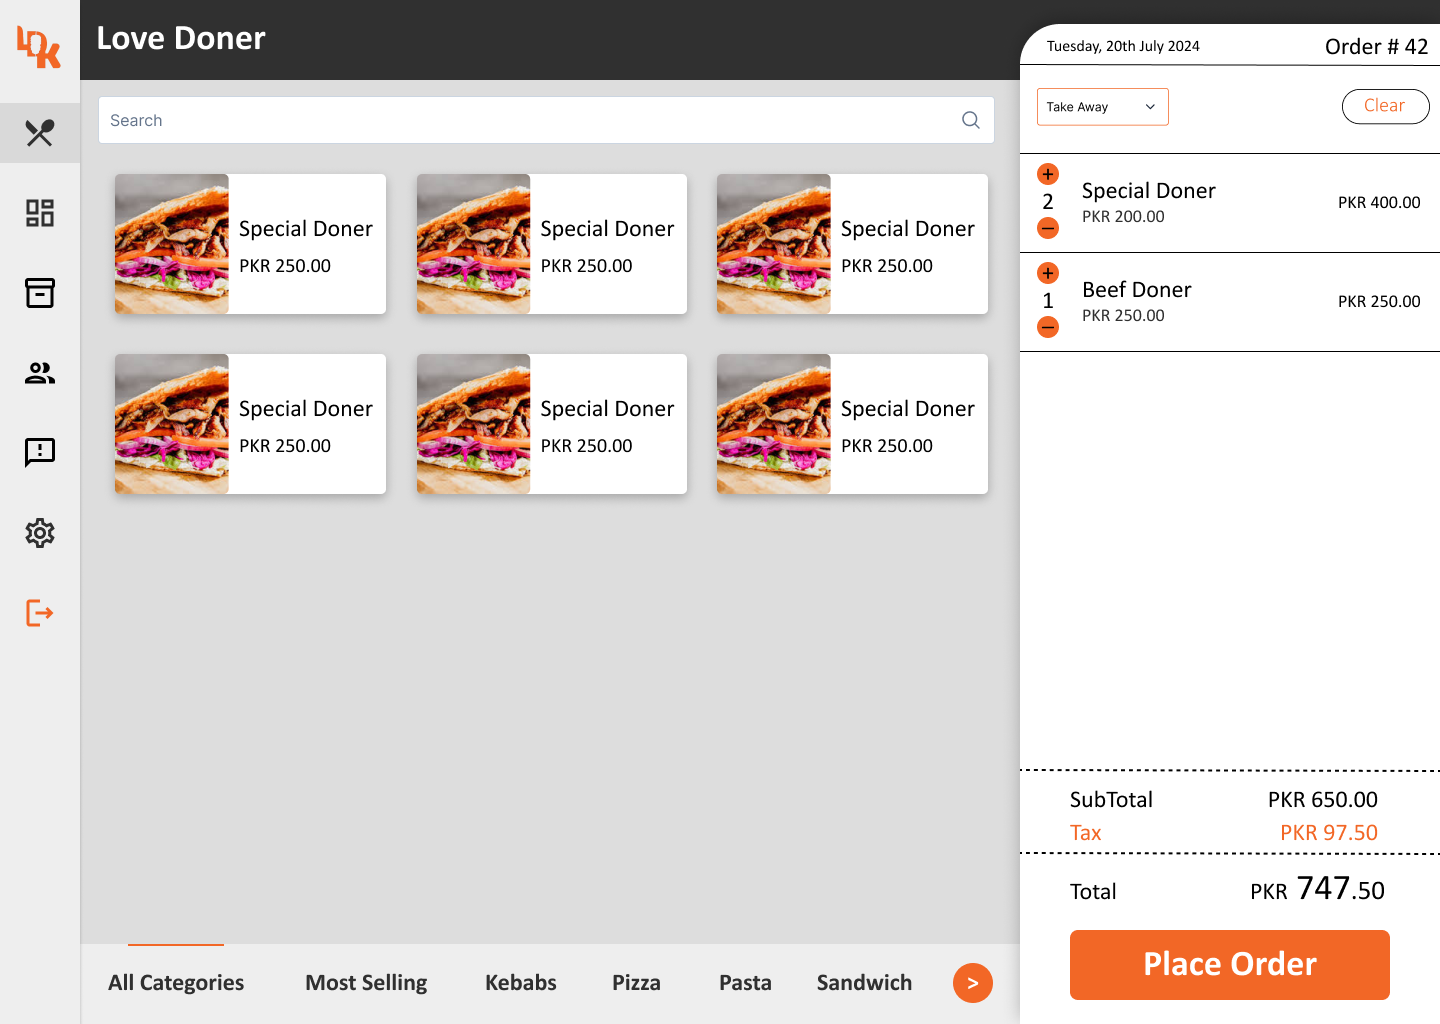 LDK
Love Doner
Search
Special Doner
PKR 250.00
Special Doner
PKR 250.00
Special Doner
PKR 250.00
Special Doner
PKR 250.00
Special Doner
PKR 250.00
Special Doner
PKR 250.00
All Categories
Most Selling
Kebabs
Pizza
Pasta
Sandwich
>
Tuesday, 20th July 2024
Order # 42
Take Away
Clear
+
2
−
Special Doner
PKR 200.00
PKR 400.00
+
1
−
Beef Doner
PKR 250.00
PKR 250.00
SubTotal PKR 650.00
Tax PKR 97.50
Total PKR 747.50
Place Order